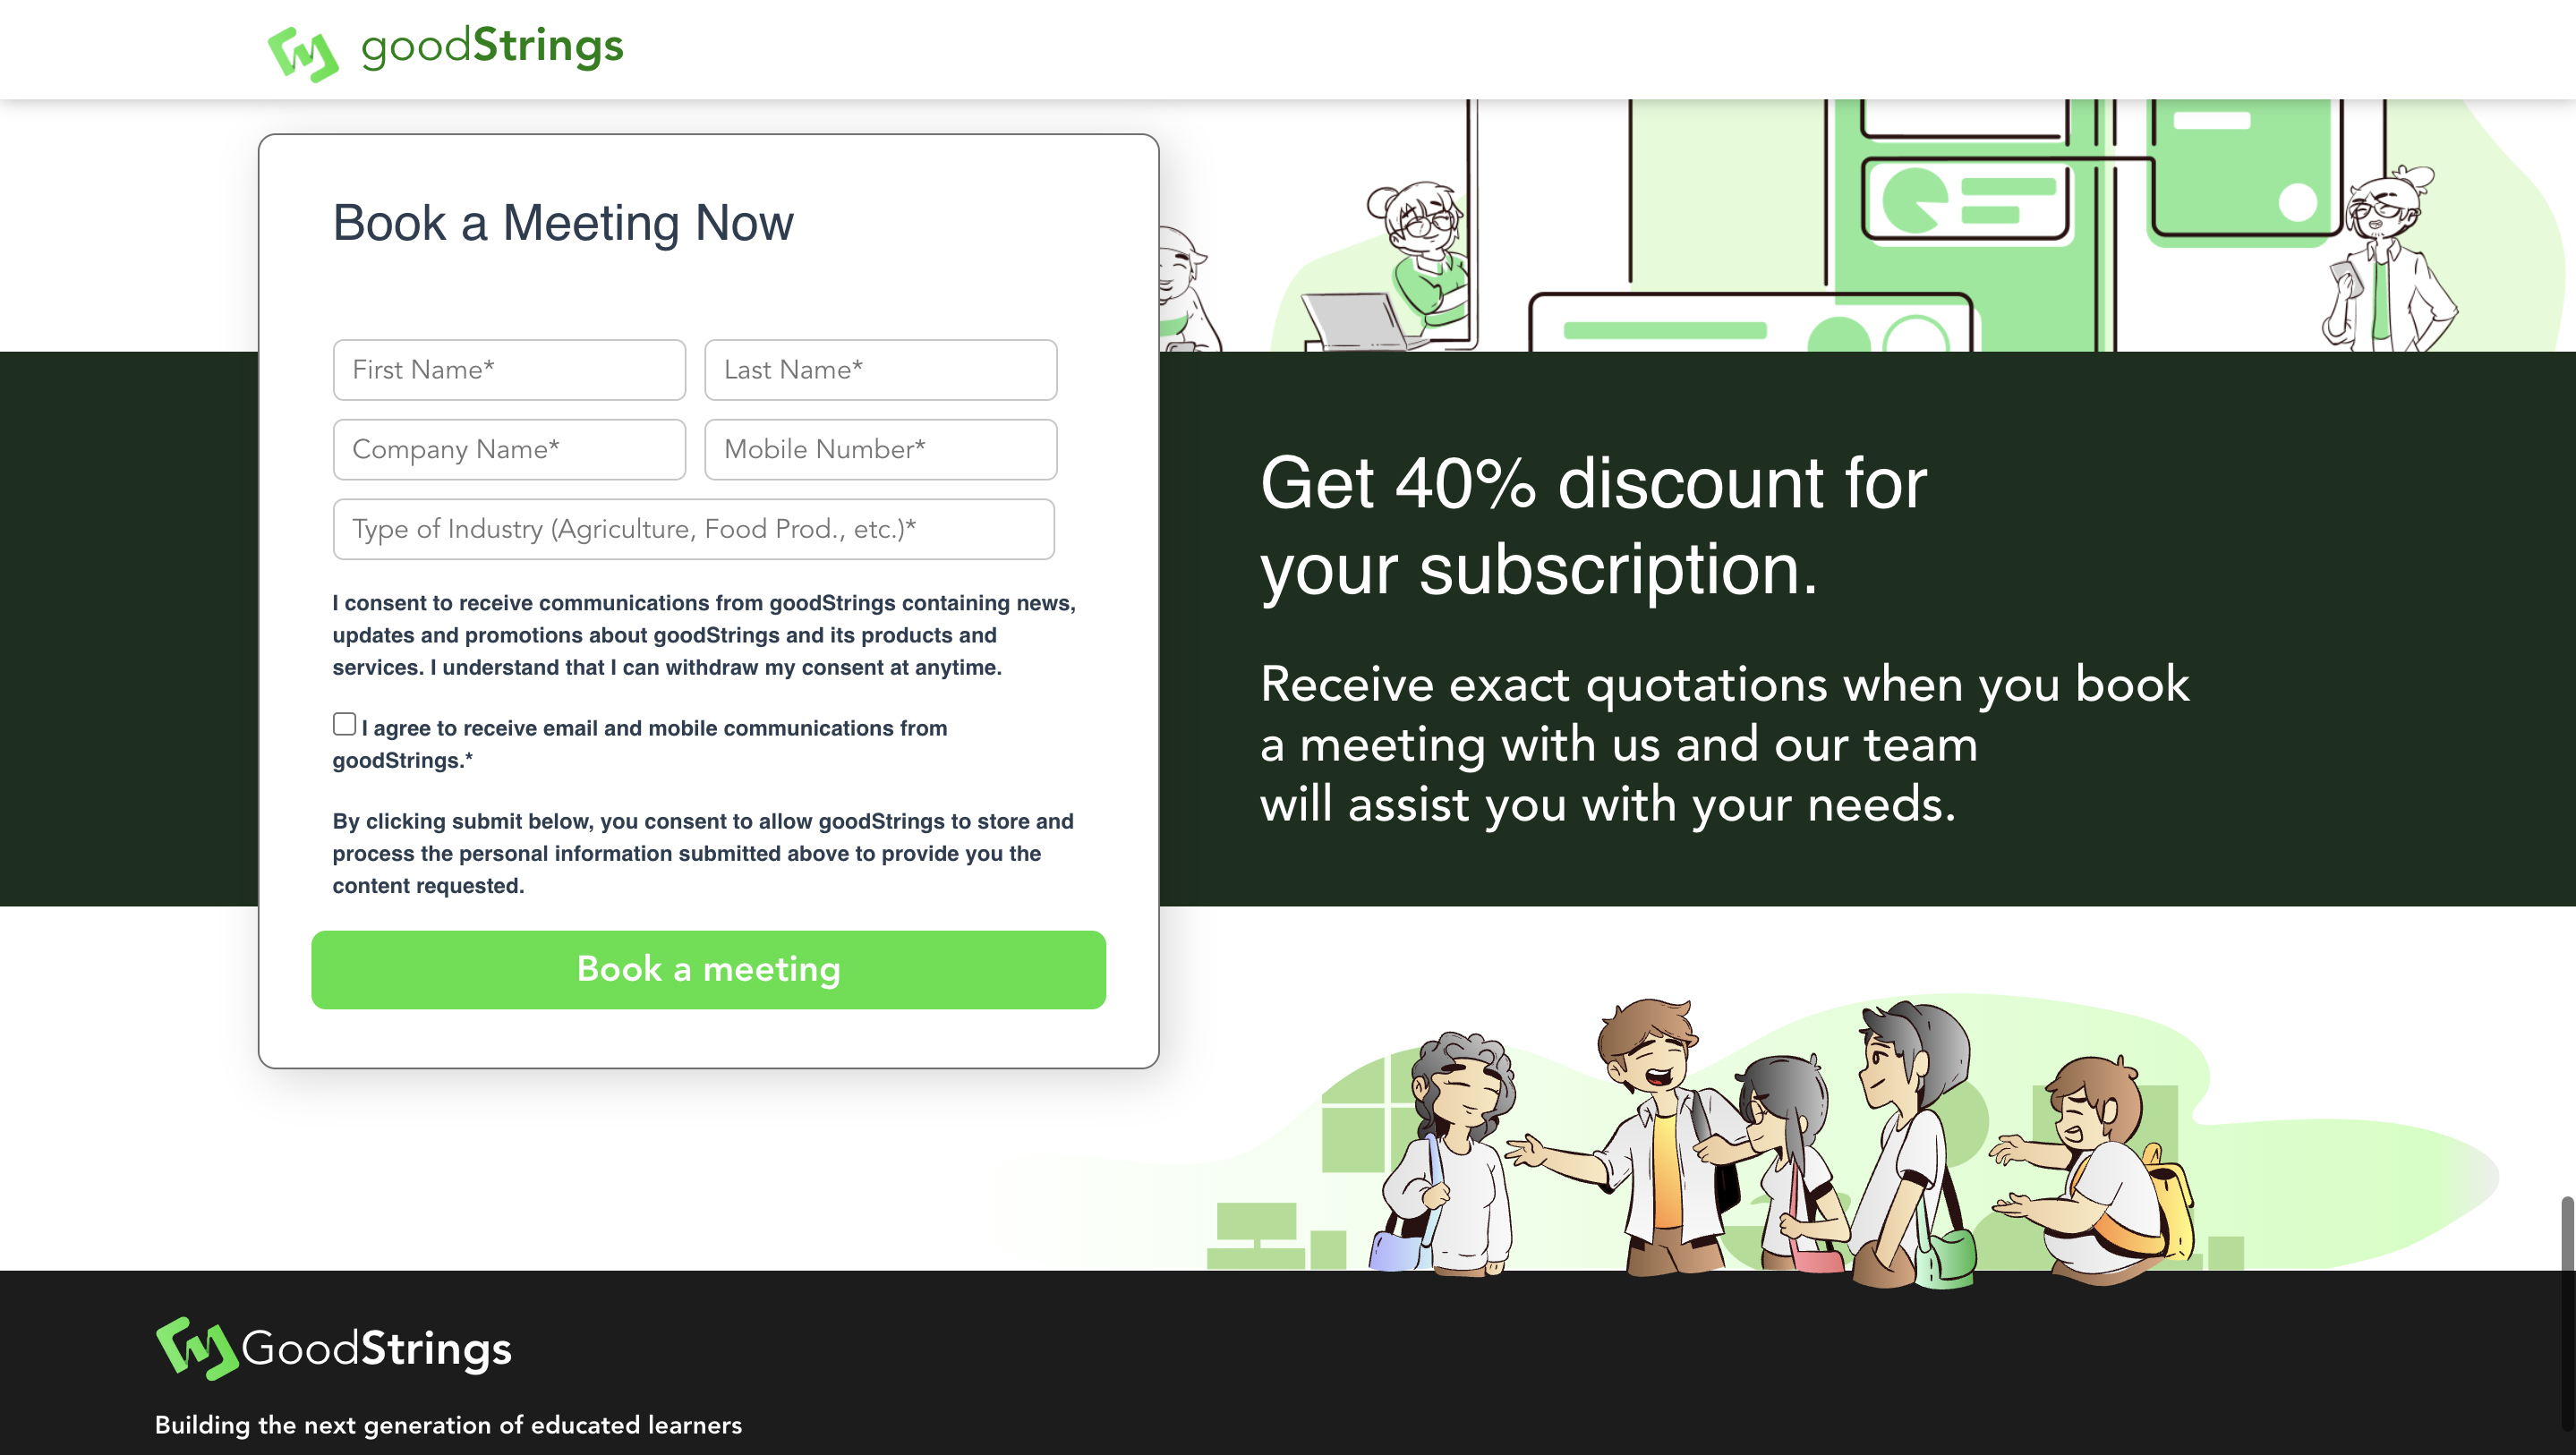 goodStrings
Book a Meeting Now
First Name*
Last Name*
Company Name*
Mobile Number*
Type of Industry (Agriculture, Food Prod., etc.)*
I consent to receive communications from goodStrings containing news,
updates and promotions about goodStrings and its products and
services. I understand that I can withdraw my consent at anytime.
I agree to receive email and mobile communications from
goodStrings.*
By clicking submit below, you consent to allow goodStrings to store and
process the personal information submitted above to provide you the
content requested.
Book a meeting
Get 40% discount for
your subscription.
Receive exact quotations when you book
a meeting with us and our team
will assist you with your needs.
GoodStrings
Building the next generation of educated learners